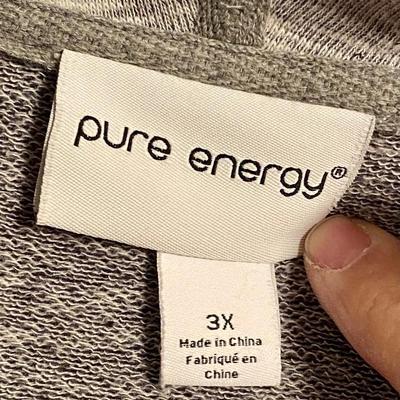 pure energy®
3X
Made in China
Fabriqué en
Chine